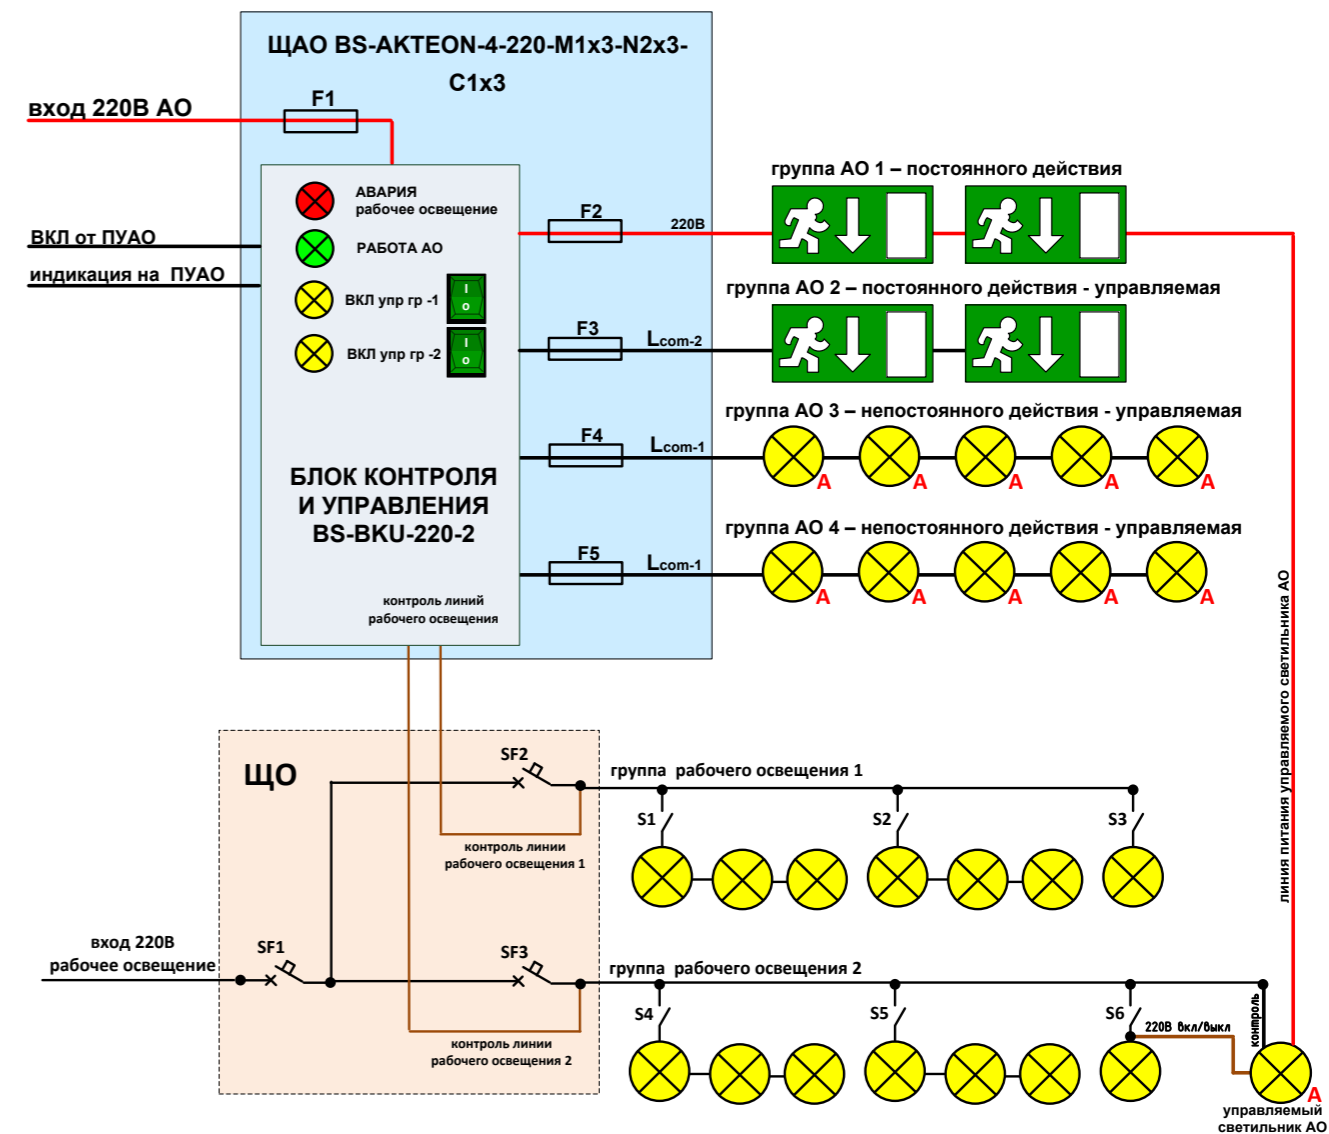 ЩАО BS-AKTEON-4-220-M1x3-N2x3-
C1x3
вход 220В АО
F1
группа АО 1 – постоянного действия
АВАРИЯ
рабочее освещение
F2
220В
ВКЛ от ПУАО
РАБОТА АО
индикация на ПУАО
группа АО 2 – постоянного действия - управляемая
ВКЛ упр гр -1
I
o
F3
Lcom-2
ВКЛ упр гр -2
I
o
группа АО 3 – непостоянного действия - управляемая
F4
Lcom-1
А
А
А
А
А
БЛОК КОНТРОЛЯ
И УПРАВЛЕНИЯ
BS-BKU-220-2
группа АО 4 – непостоянного действия - управляемая
F5
Lcom-1
А
А
А
А
А
контроль линий
рабочего освещения
линия питания управляемого светильника АО
ЩО
SF2
группа рабочего освещения 1
S1
S2
S3
контроль линии
рабочего освещения 1
вход 220В
рабочее освещение
SF1
SF3
группа рабочего освещения 2
S4
S5
S6
220В вкл/выкл
контроль
контроль линии
рабочего освещения 2
А
управляемый
светильник АО